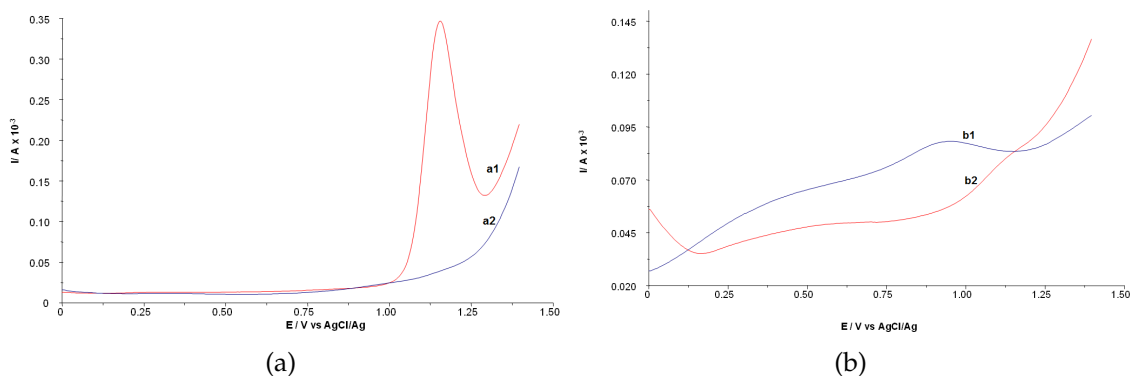 0.35
0.30
0.25
0.20
0.15
0.10
0.05
0
I/ A x 10⁻³
a1
a2
0 0.25 0.50 0.75 1.00 1.25 1.50
E / V vs AgCl/Ag
(a)
0.145
0.120
0.095
0.070
0.045
0.020
I/ A x 10⁻³
b1
b2
0 0.25 0.50 0.75 1.00 1.25 1.50
E / V vs AgCl/Ag
(b)